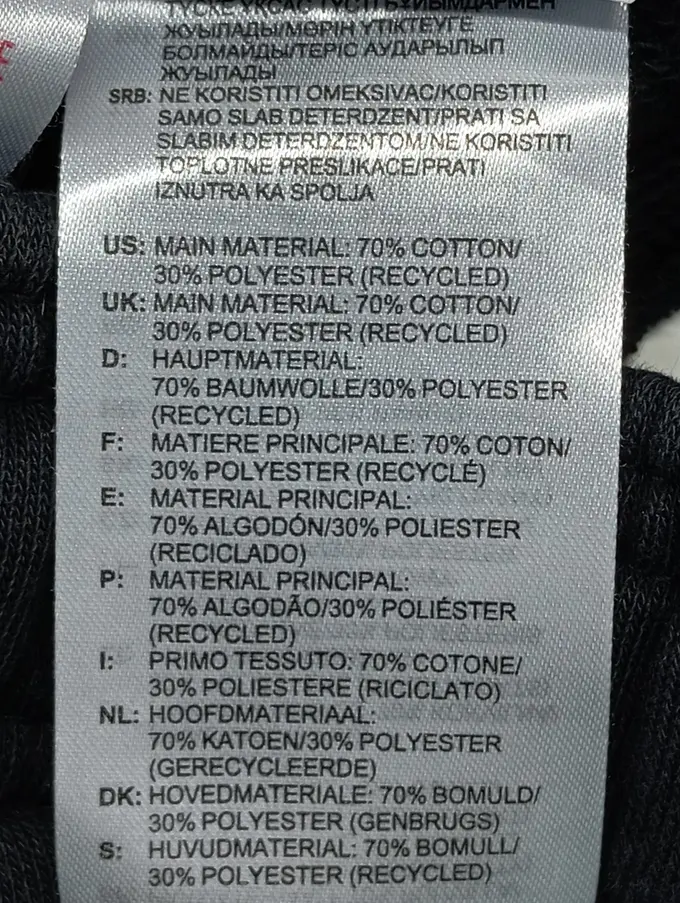 ЖУЫЛАДЫ/МӨРІН ҮТІКТЕУГЕ
БОЛМАЙДЫ/ТЕРІС АУДАРЫЛЫП
ЖУЫЛАДЫ
SRB: NE KORISTITI OMEKSIVAC/KORISTITI
SAMO SLAB DETERDZENT/PRATI SA
SLABIM DETERDZENTOM/NE KORISTITI
TOPLOTNE PRESLIKACE/PRATI
IZNUTRA KA SPOLJA
US: MAIN MATERIAL: 70% COTTON/
30% POLYESTER (RECYCLED)
UK: MAIN MATERIAL: 70% COTTON/
30% POLYESTER (RECYCLED)
D: HAUPTMATERIAL:
70% BAUMWOLLE/30% POLYESTER
(RECYCLED)
F: MATIERE PRINCIPALE: 70% COTON/
30% POLYESTER (RECYCLÉ)
E: MATERIAL PRINCIPAL:
70% ALGODÓN/30% POLIESTER
(RECICLADO)
P: MATERIAL PRINCIPAL:
70% ALGODÃO/30% POLIÉSTER
(RECYCLED)
I: PRIMO TESSUTO: 70% COTONE/
30% POLIESTERE (RICICLATO)
NL: HOOFDMATERIAAL:
70% KATOEN/30% POLYESTER
(GERECYCLEERDE)
DK: HOVEDMATERIALE: 70% BOMULD/
30% POLYESTER (GENBRUGS)
S: HUVUDMATERIAL: 70% BOMULL/
30% POLYESTER (RECYCLED)